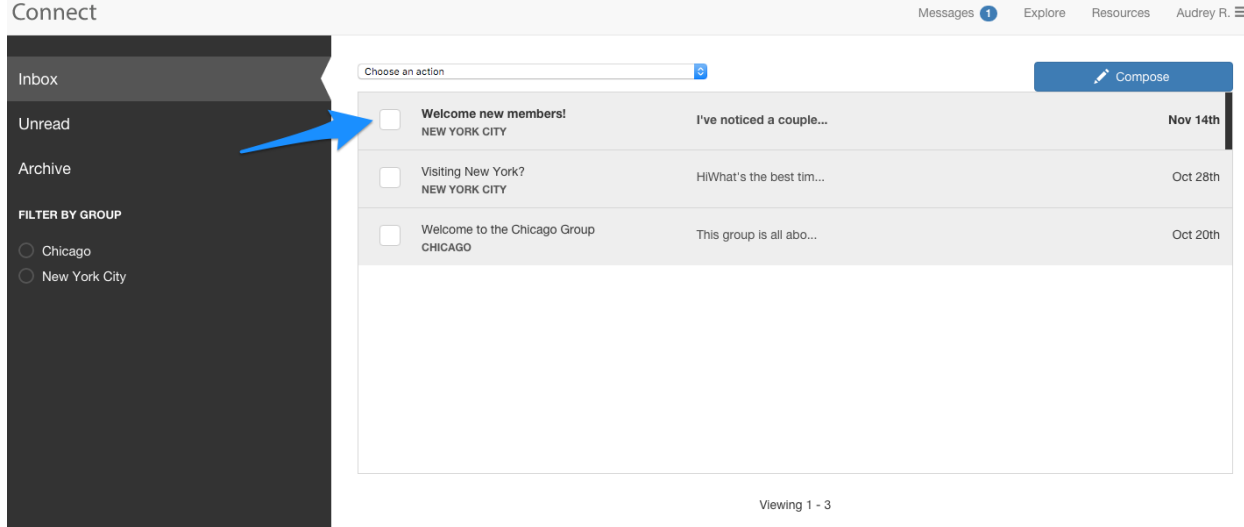 Connect
Messages 1 Explore Resources Audrey R.
Inbox
Unread
Archive
FILTER BY GROUP
Chicago
New York City
Choose an action
Compose
Welcome new members!
NEW YORK CITY
I've noticed a couple...
Nov 14th
Visiting New York?
NEW YORK CITY
HiWhat's the best tim...
Oct 28th
Welcome to the Chicago Group
CHICAGO
This group is all abo...
Oct 20th
Viewing 1 - 3